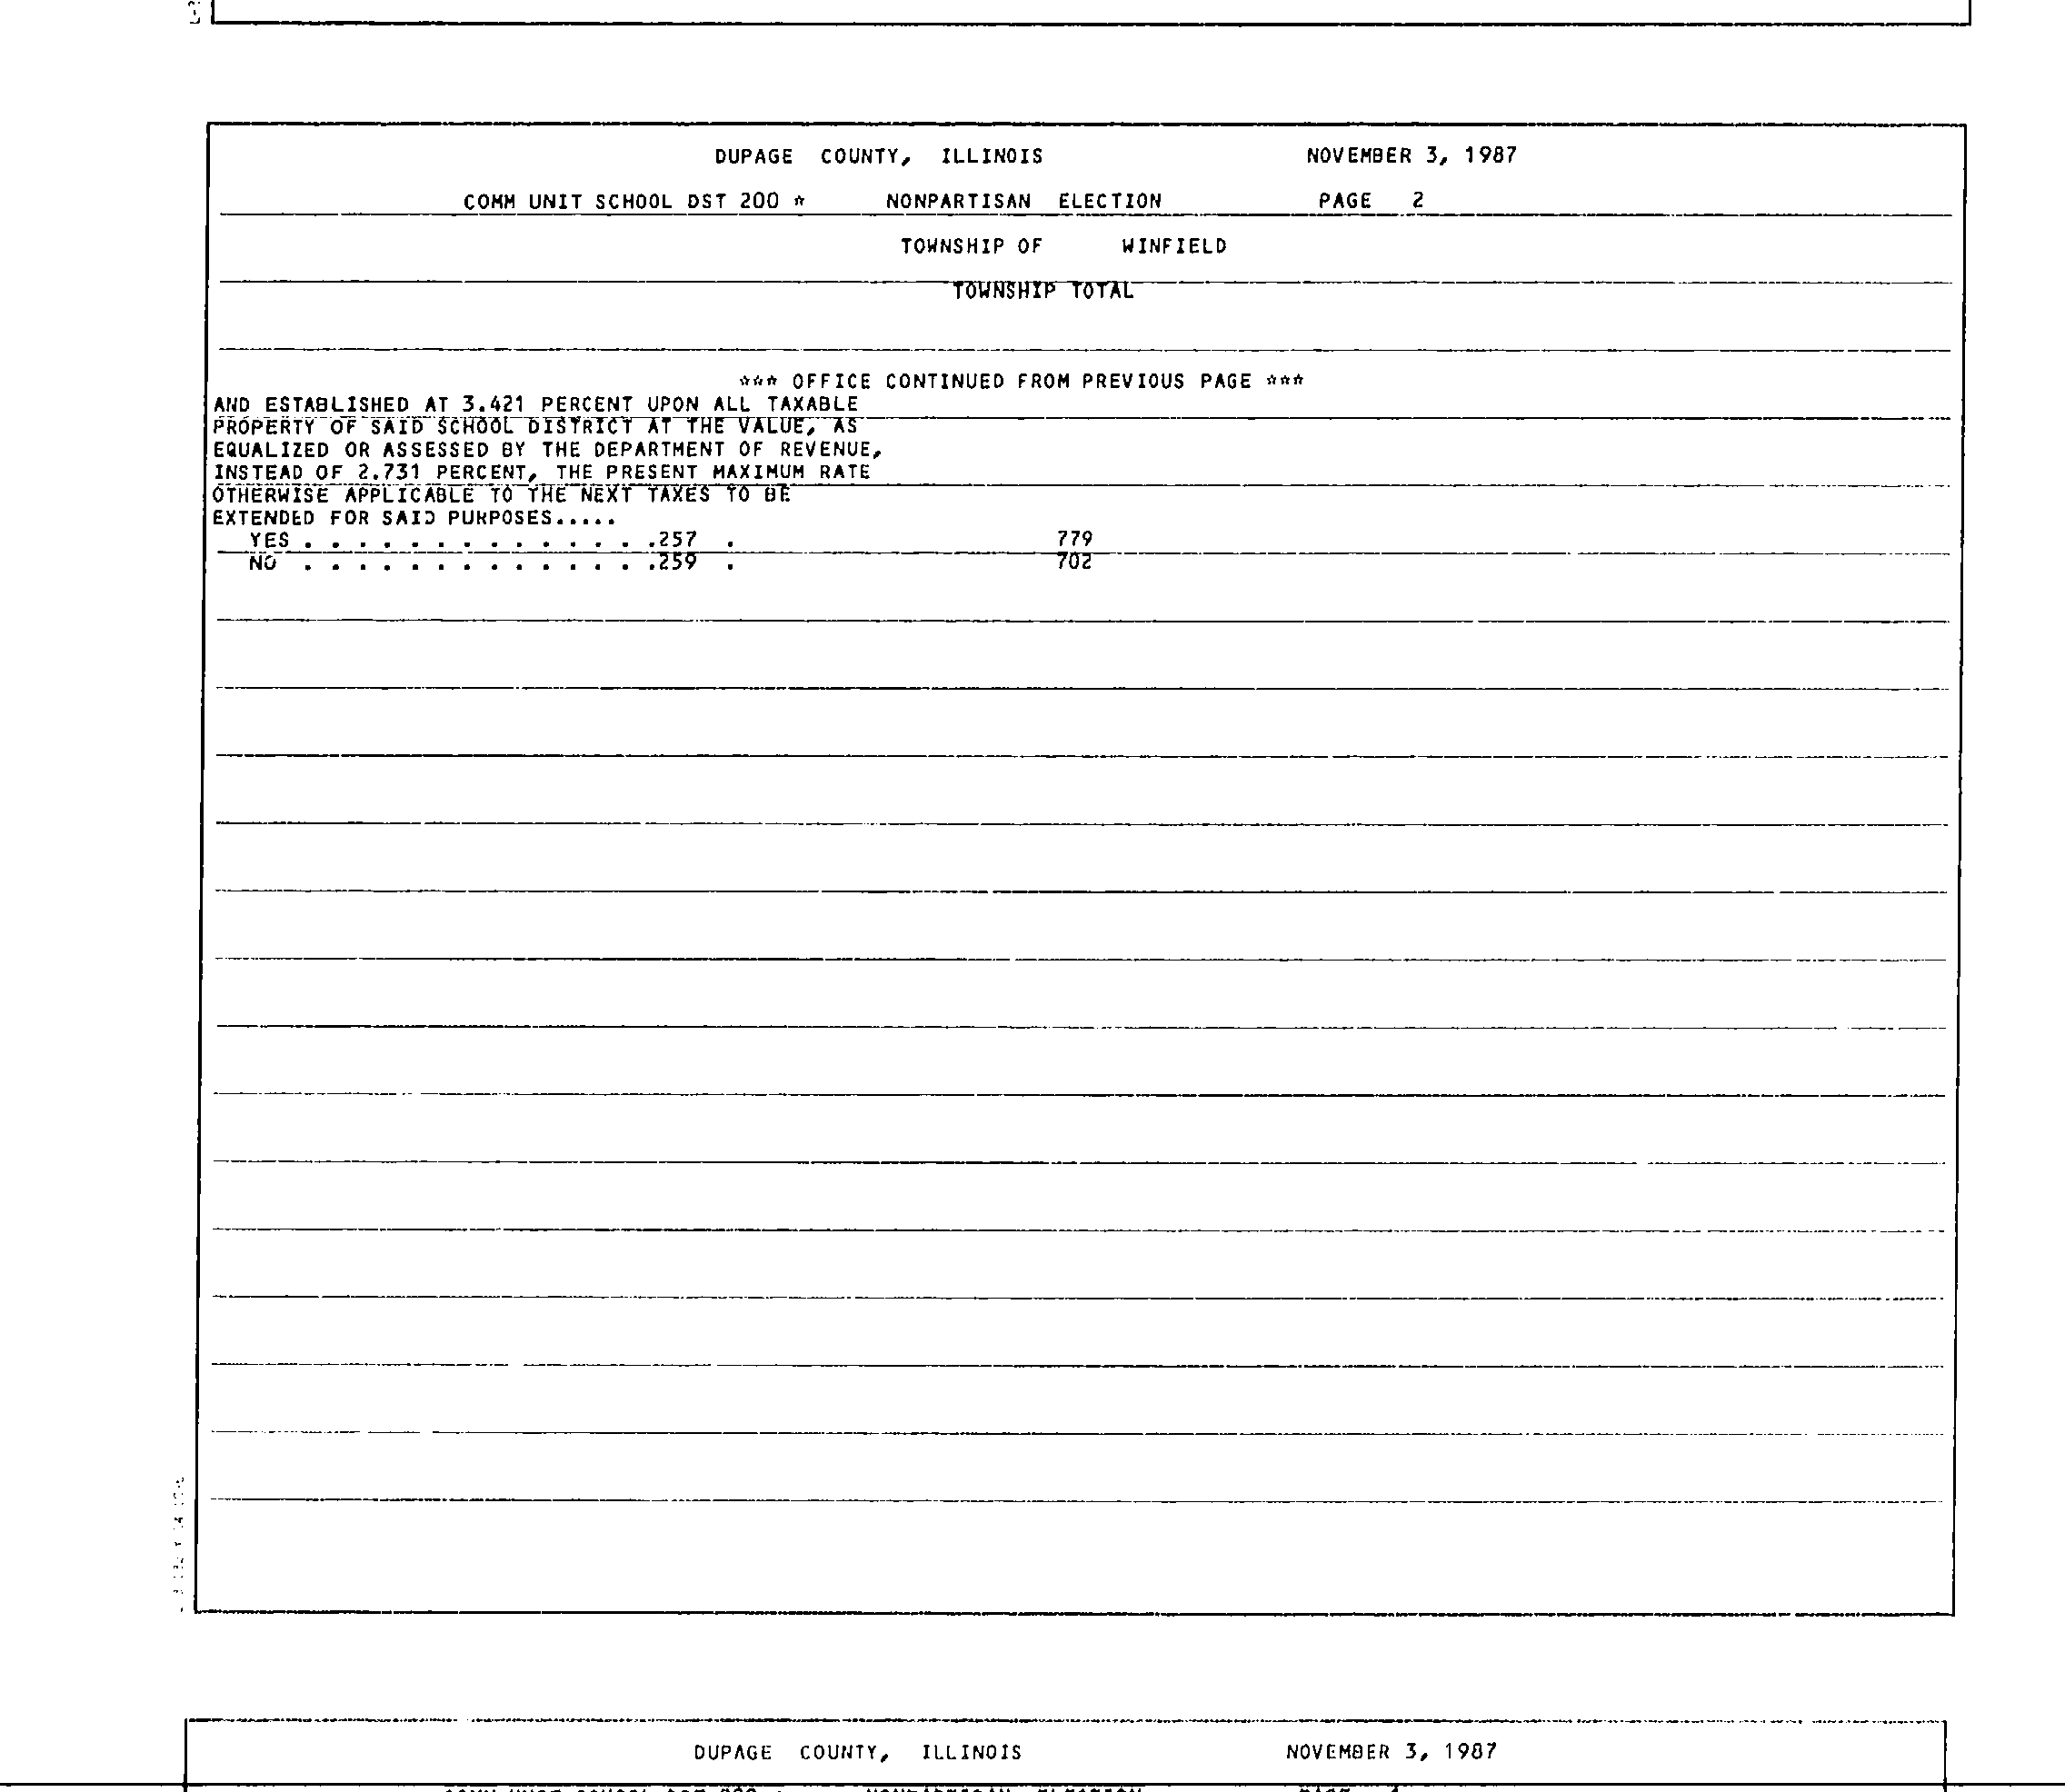 DUPAGE COUNTY, ILLINOIS NOVEMBER 3, 1987
COMM UNIT SCHOOL DST 200 * NONPARTISAN ELECTION PAGE 2
TOWNSHIP OF WINFIELD
TOWNSHIP TOTAL
*** OFFICE CONTINUED FROM PREVIOUS PAGE ***
AND ESTABLISHED AT 3.421 PERCENT UPON ALL TAXABLE
PROPERTY OF SAID SCHOOL DISTRICT AT THE VALUE, AS
EQUALIZED OR ASSESSED BY THE DEPARTMENT OF REVENUE,
INSTEAD OF 2.731 PERCENT, THE PRESENT MAXIMUM RATE
OTHERWISE APPLICABLE TO THE NEXT TAXES TO BE
EXTENDED FOR SAID PURPOSES.....
YES . . . . . . . . . . . . . .257 . 779
NO . . . . . . . . . . . . . .259 . 702
DUPAGE COUNTY, ILLINOIS NOVEMBER 3, 1987